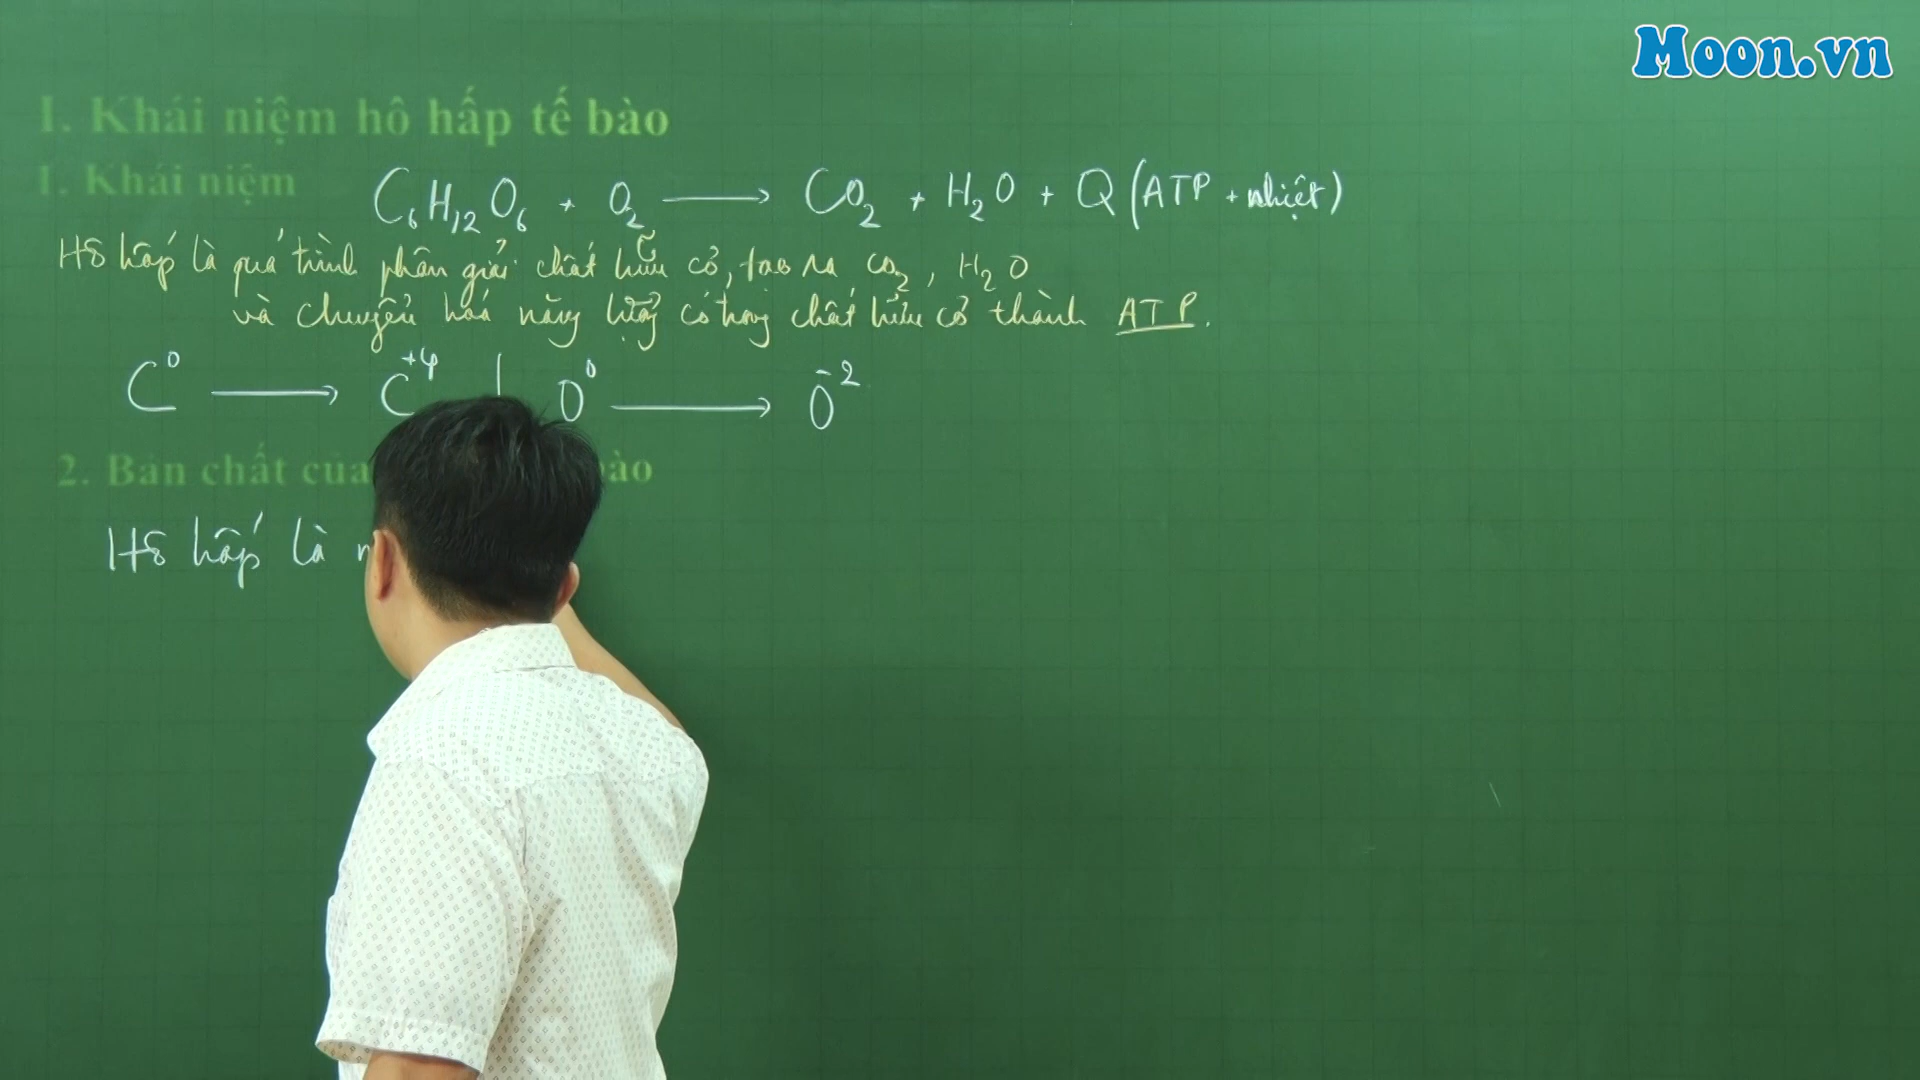 Moon.vn
I. Khái niệm hô hấp tế bào
1. Khái niệm
C₆H₁₂O₆ + O₂ ⟶ CO₂ + H₂O + Q (ATP + nhiệt)
Hô hấp là quá trình phân giải chất hữu cơ, tạo ra CO₂, H₂O
và chuyển hoá năng lượng có trong chất hữu cơ thành ATP.
C⁰ ⟶ C⁺⁴ | O⁰ ⟶ O⁻²
2. Bản chất của ào
Hô hấp là